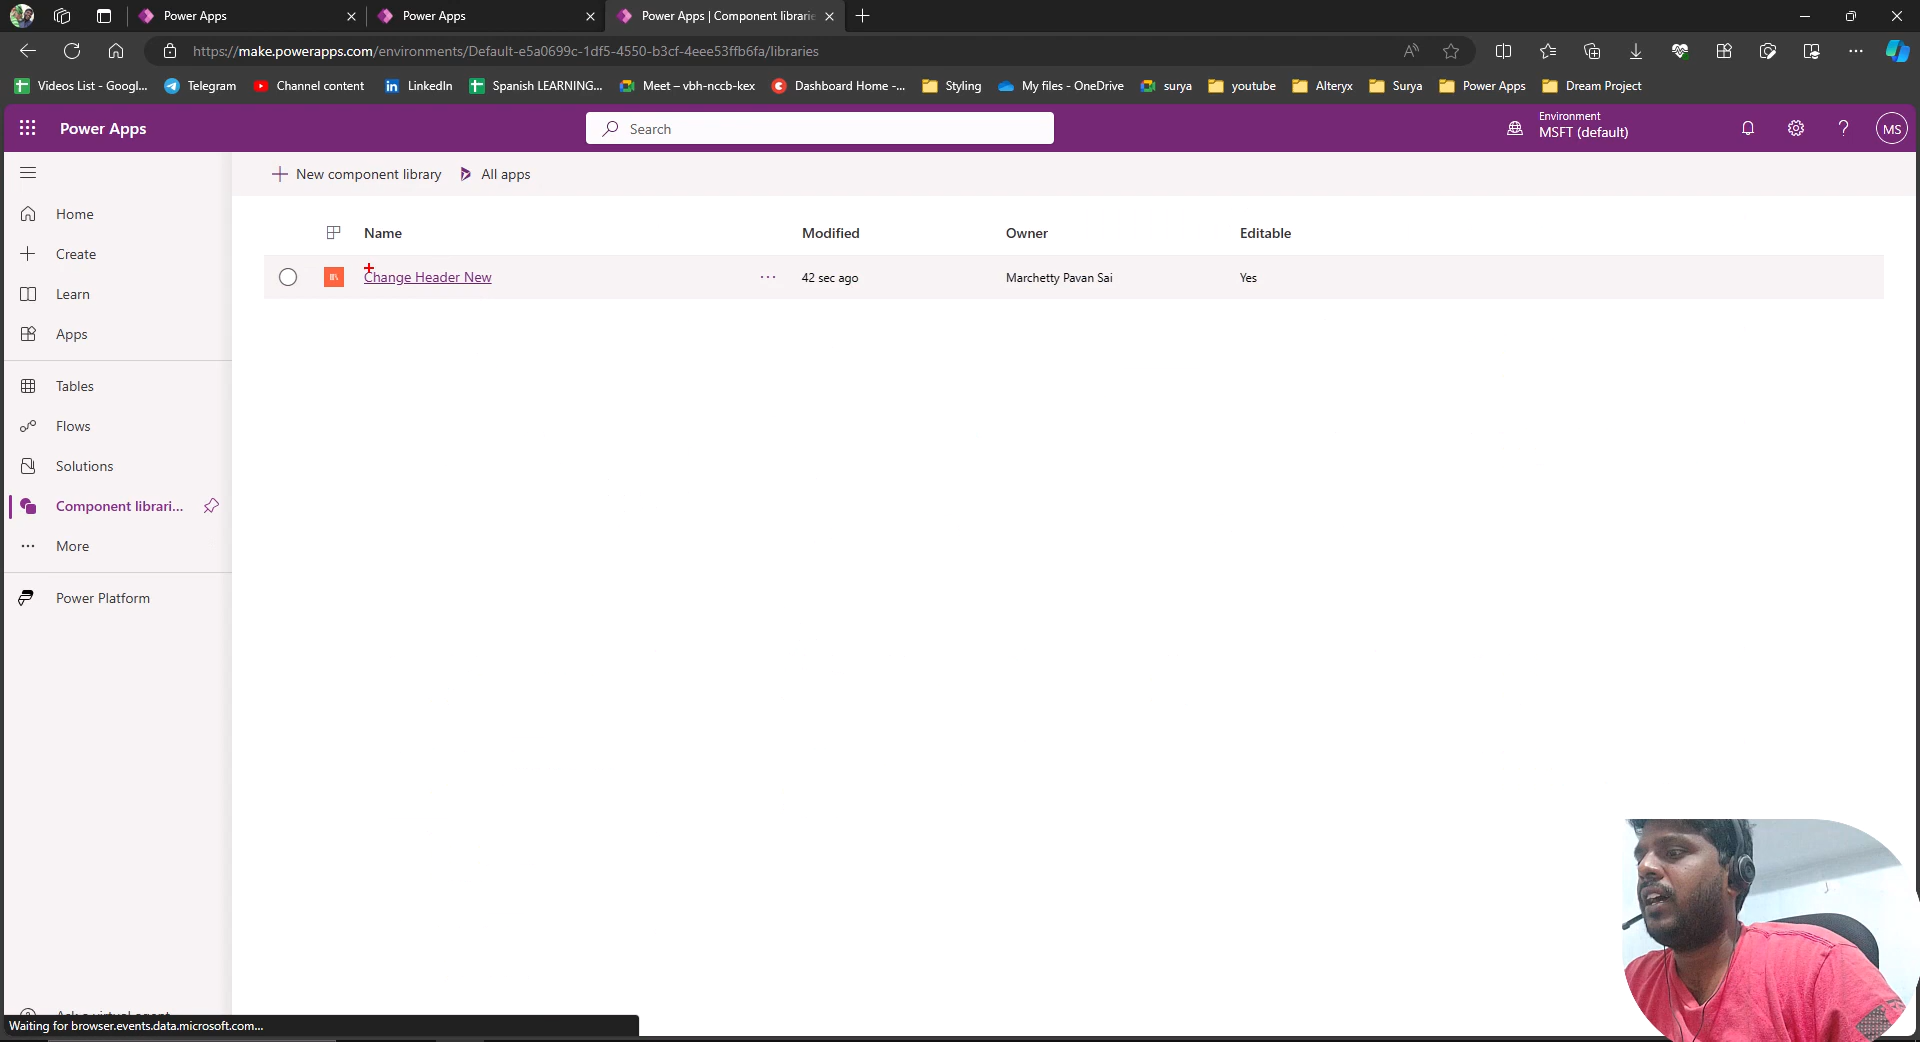 Power Apps
Power Apps
Power Apps | Component librarie
https://make.powerapps.com/environments/Default-e5a0699c-1df5-4550-b3cf-4eee53ffb6fa/libraries
Videos List - Googl...
Telegram
Channel content
LinkedIn
Spanish LEARNING...
Meet – vbh-nccb-kex
Dashboard Home -...
Styling
My files - OneDrive
surya
youtube
Alteryx
Surya
Power Apps
Dream Project
Power Apps
Search
Environment
MSFT (default)
MS
New component library
All apps
Home
Create
Learn
Apps
Tables
Flows
Solutions
Component librari...
More
Power Platform
Name Modified Owner Editable
Change Header New ... 42 sec ago Marchetty Pavan Sai Yes
Waiting for browser.events.data.microsoft.com...